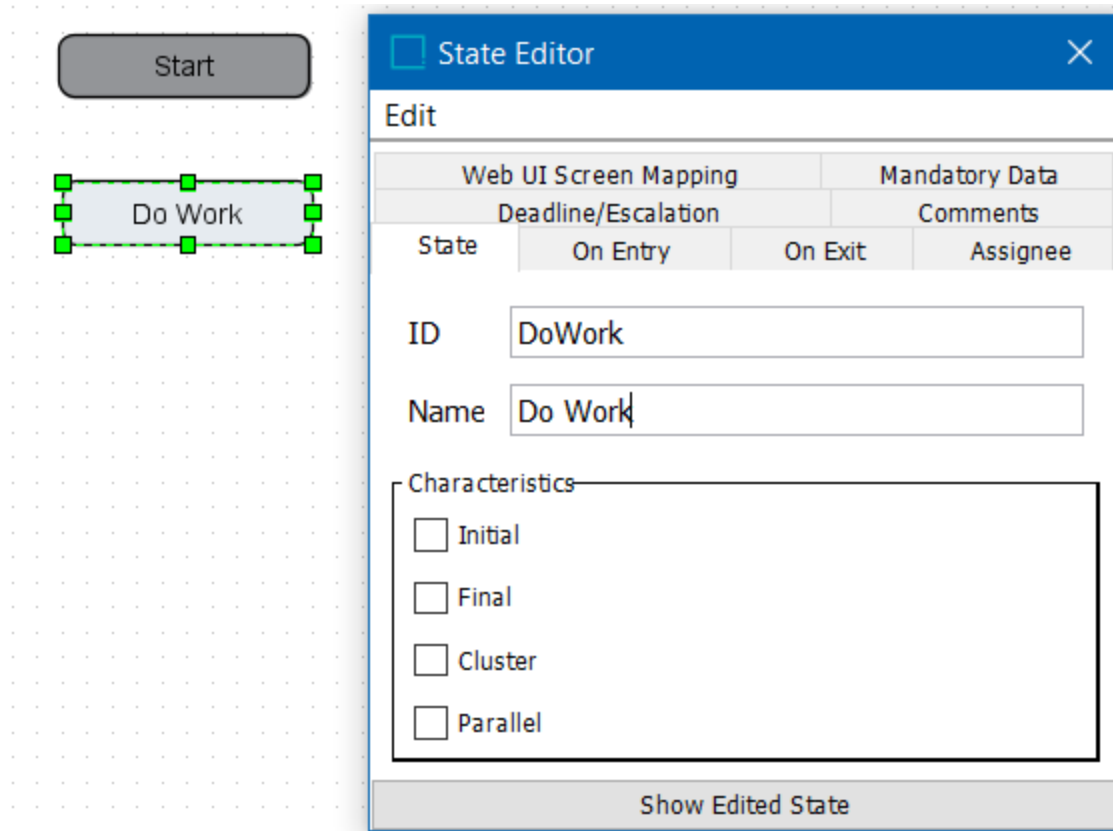 Start
Do Work
State Editor
Edit
Web UI Screen Mapping
Mandatory Data
Deadline/Escalation
Comments
State
On Entry
On Exit
Assignee
ID
DoWork
Name
Do Work
Characteristics
Initial
Final
Cluster
Parallel
Show Edited State